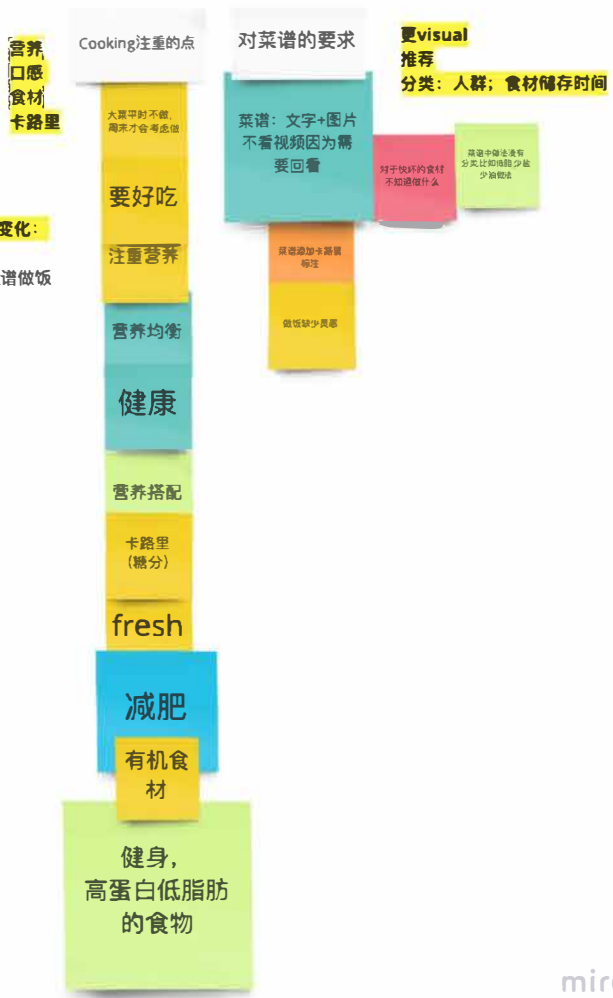 营养
口感
食材
卡路里
变化：
谱做饭
Cooking注重的点
大菜平时不做，
周末才会考虑做
要好吃
注重营养
营养均衡
健康
营养搭配
卡路里
（糖分）
fresh
减肥
有机食
材
健身，
高蛋白低脂肪
的食物
对菜谱的要求
菜谱：文字+图片
不看视频因为需
要回看
对于快坏的食材
不知道做什么
菜谱中做法没有
分类比如低脂少盐
少油做法
菜谱添加卡路里
标注
做饭缺少灵感
更visual
推荐
分类：人群；食材储存时间
miro